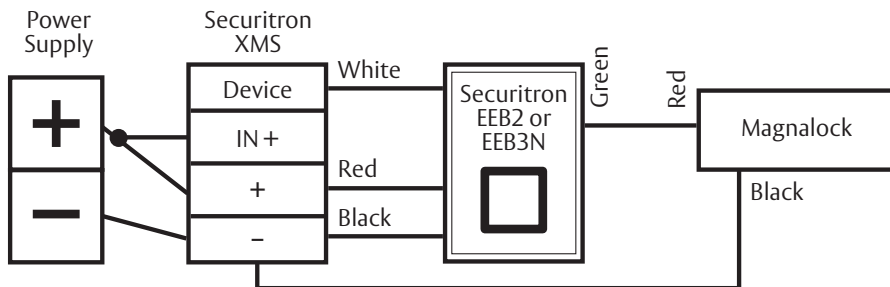 Power
Supply
Securitron
XMS
+
−
Device
IN +
+
–
White
Red
Black
Securitron
EEB2 or
EEB3N
Green
Red
Magnalock
Black